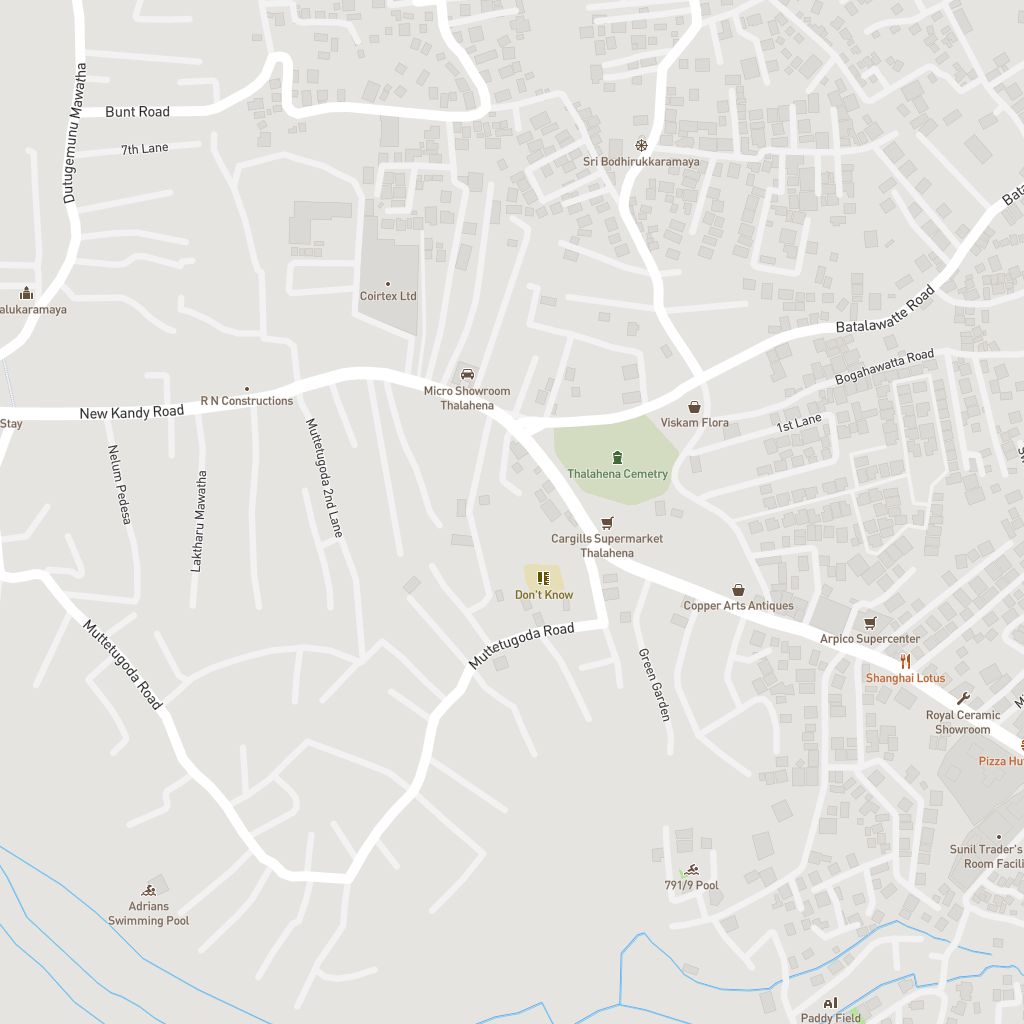 Dutugemunu Mawatha
Bunt Road
7th Lane
Sri Bodhirukkaramaya
Coirtex Ltd
alukaramaya
Batalawatte Road
Bogahawatta Road
Micro Showroom
Thalahena
R N Constructions
New Kandy Road
Stay
Viskam Flora
1st Lane
Muttetugoda 2nd Lane
Nelum Pedesa
Laktharu Mawatha
Thalahena Cemetry
Cargills Supermarket
Thalahena
Don't Know
Copper Arts Antiques
Arpico Supercenter
Muttetugoda Road
Muttetugoda Road
Green Garden
Shanghai Lotus
Royal Ceramic
Showroom
Pizza Hu
Sunil Trader's
Room Facili
791/9 Pool
Adrians
Swimming Pool
Paddy Field